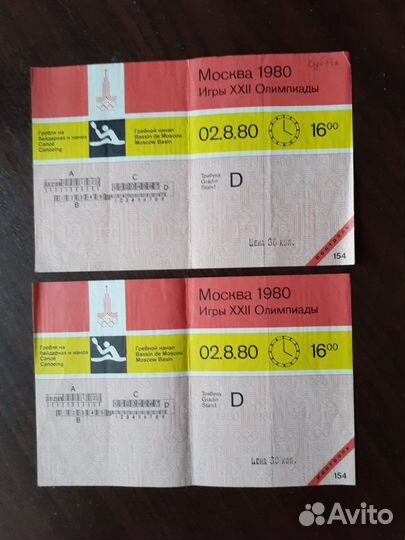 Москва 1980
Игры XXII Олимпиады
Гребля на
байдарках и каноэ
Canoë
Canoeing
Гребной канал
Bassin de Moscou
Moscow Basin
02.8.80
16⁰⁰
A
C
D
B
Трибуна
Gradin
Stand
D
Цена 30 коп.
контроль
154
Москва 1980
Игры XXII Олимпиады
Гребля на
байдарках и каноэ
Canoë
Canoeing
Гребной канал
Bassin de Moscou
Moscow Basin
02.8.80
16⁰⁰
A
C
D
B
Трибуна
Gradin
Stand
D
Цена 30 коп.
контроль
154
Avito